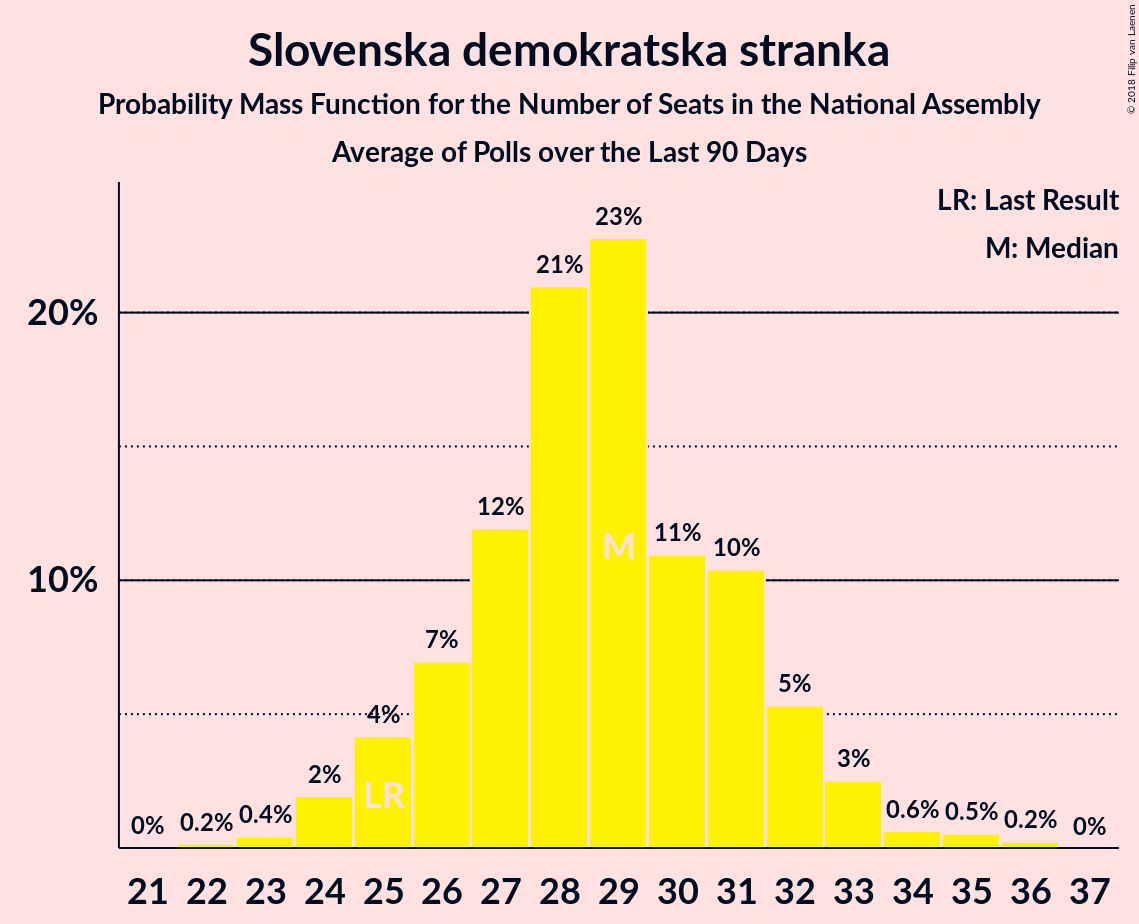 Slovenska demokratska stranka
Probability Mass Function for the Number of Seats in the National Assembly
Average of Polls over the Last 90 Days
© 2018 Filip van Laenen
LR: Last Result
M: Median
20%
10%
0%
0.2%
0.4%
2%
4%
7%
12%
21%
23%
11%
10%
5%
3%
0.6%
0.5%
0.2%
0%
LR
M
21 22 23 24 25 26 27 28 29 30 31 32 33 34 35 36 37